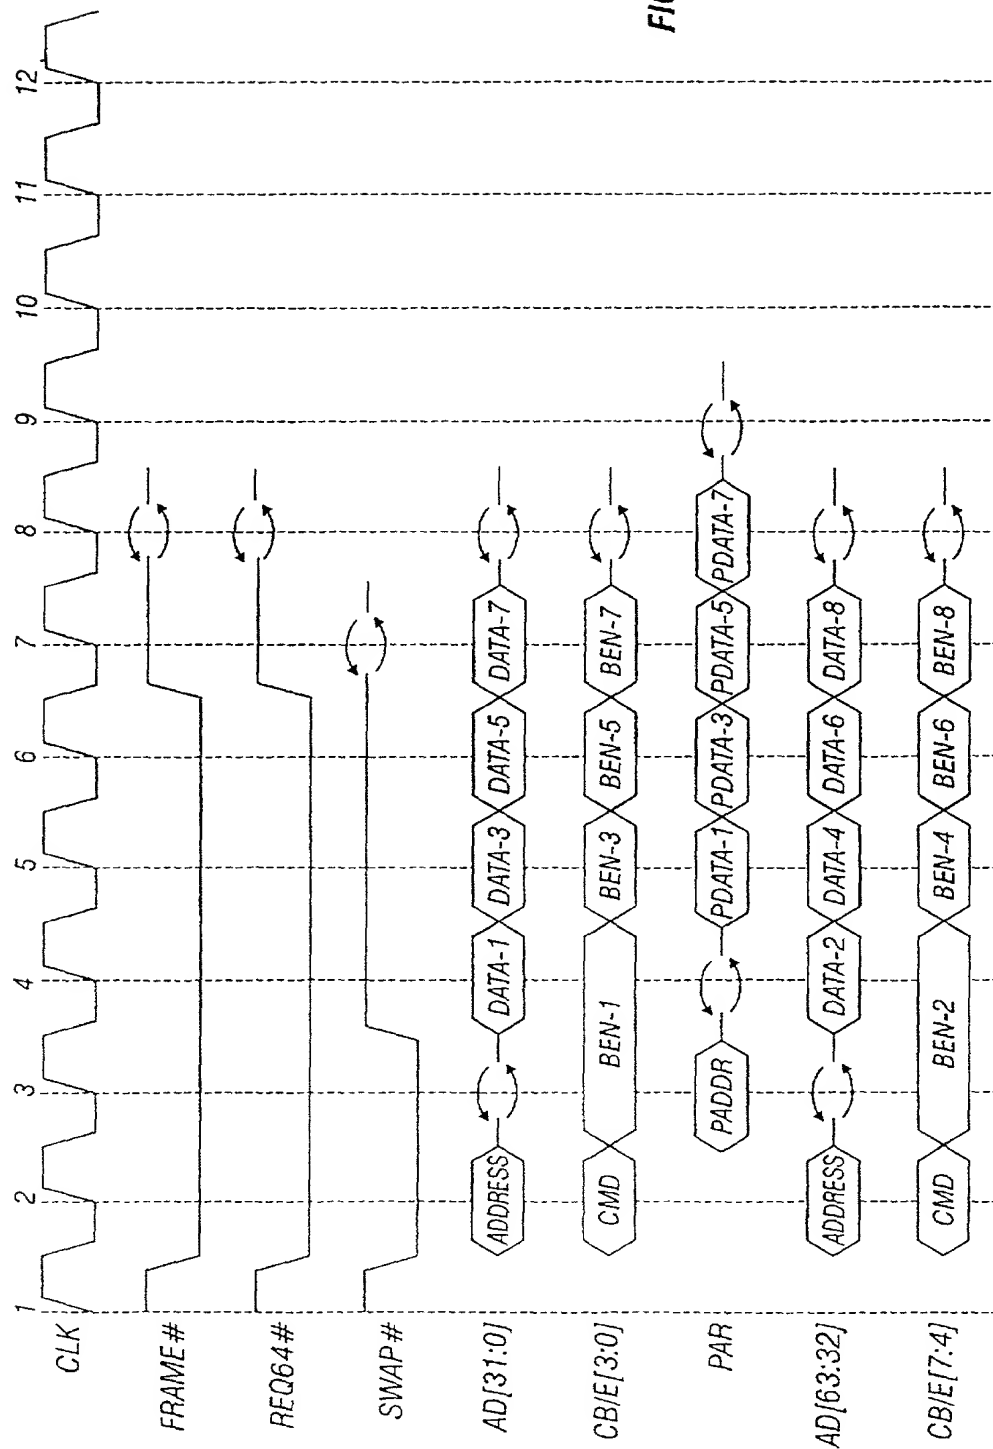 FIG
1 2 3 4 5 6 7 8 9 10 11 12
CLK
FRAME#
REQ64#
SWAP#
AD[31:0] ADDRESS DATA-1 DATA-3 DATA-5 DATA-7
CB/E[3:0] CMD BEN-1 BEN-3 BEN-5 BEN-7
PAR PADDR PDATA-1 PDATA-3 PDATA-5 PDATA-7
AD[63:32] ADDRESS DATA-2 DATA-4 DATA-6 DATA-8
CB/E[7:4] CMD BEN-2 BEN-4 BEN-6 BEN-8